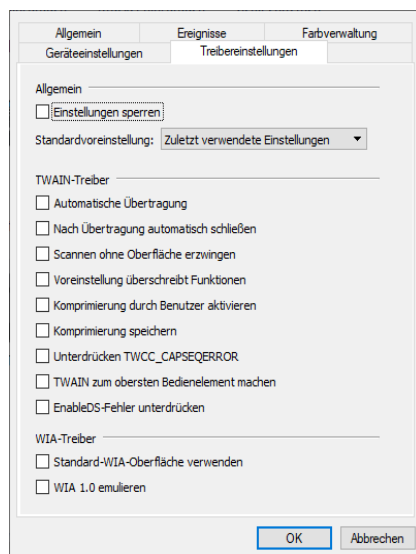 Allgemein Ereignisse Farbverwaltung
Geräteeinstellungen Treibereinstellungen
Allgemein
Einstellungen sperren
Standardvoreinstellung: Zuletzt verwendete Einstellungen
TWAIN-Treiber
Automatische Übertragung
Nach Übertragung automatisch schließen
Scannen ohne Oberfläche erzwingen
Voreinstellung überschreibt Funktionen
Komprimierung durch Benutzer aktivieren
Komprimierung speichern
Unterdrücken TWCC_CAPSEQERROR
TWAIN zum obersten Bedienelement machen
EnableDS-Fehler unterdrücken
WIA-Treiber
Standard-WIA-Oberfläche verwenden
WIA 1.0 emulieren
OK Abbrechen